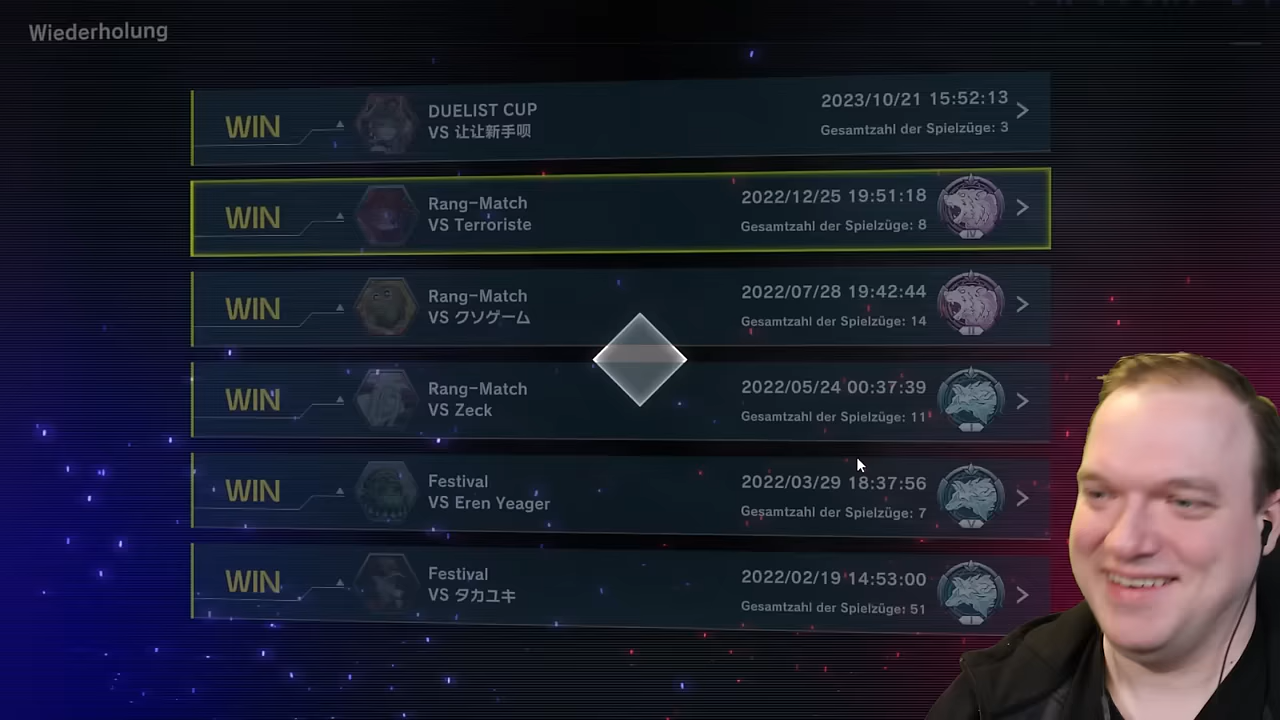 Wiederholung
WIN
DUELIST CUP
VS 让让新手呗
2023/10/21 15:52:13
Gesamtzahl der Spielzüge: 3
WIN
Rang-Match
VS Terroriste
2022/12/25 19:51:18
Gesamtzahl der Spielzüge: 8
IV
WIN
Rang-Match
VS クソゲーム
2022/07/28 19:42:44
Gesamtzahl der Spielzüge: 14
II
WIN
Rang-Match
VS Zeck
2022/05/24 00:37:39
Gesamtzahl der Spielzüge: 11
I
WIN
Festival
VS Eren Yeager
2022/03/29 18:37:56
Gesamtzahl der Spielzüge: 7
V
WIN
Festival
VS タカユキ
2022/02/19 14:53:00
Gesamtzahl der Spielzüge: 51
I